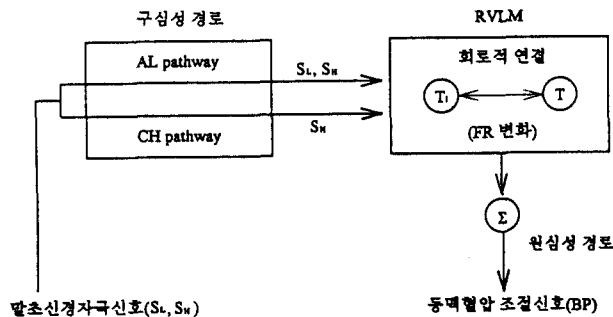 구심성 경로
RVLM
AL pathway
SL, SH
회로적 연결
T1
T
CH pathway
SH
(FR 변화)
Σ
원심성 경로
말초신경자극신호(SL, SH)
동맥혈압 조절신호(BP)